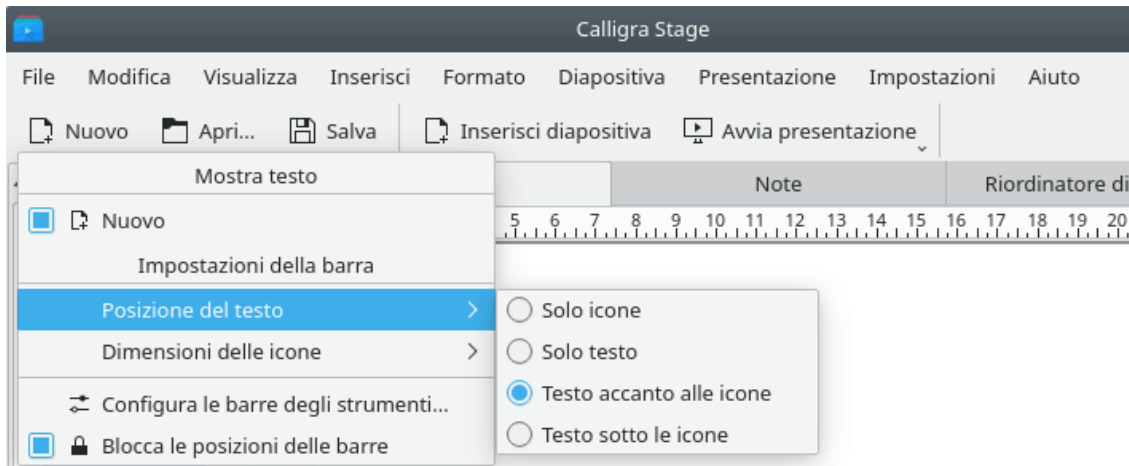 Calligra Stage
File Modifica Visualizza Inserisci Formato Diapositiva Presentazione Impostazioni Aiuto
Nuovo Apri... Salva Inserisci diapositiva Avvia presentazione
Mostra testo
Note Riordinatore di
Nuovo
5 6 7 8 9 10 11 12 13 14 15 16 17 18 19 20
Impostazioni della barra
Posizione del testo
Solo icone
Dimensioni delle icone
Solo testo
Configura le barre degli strumenti...
Testo accanto alle icone
Blocca le posizioni delle barre
Testo sotto le icone